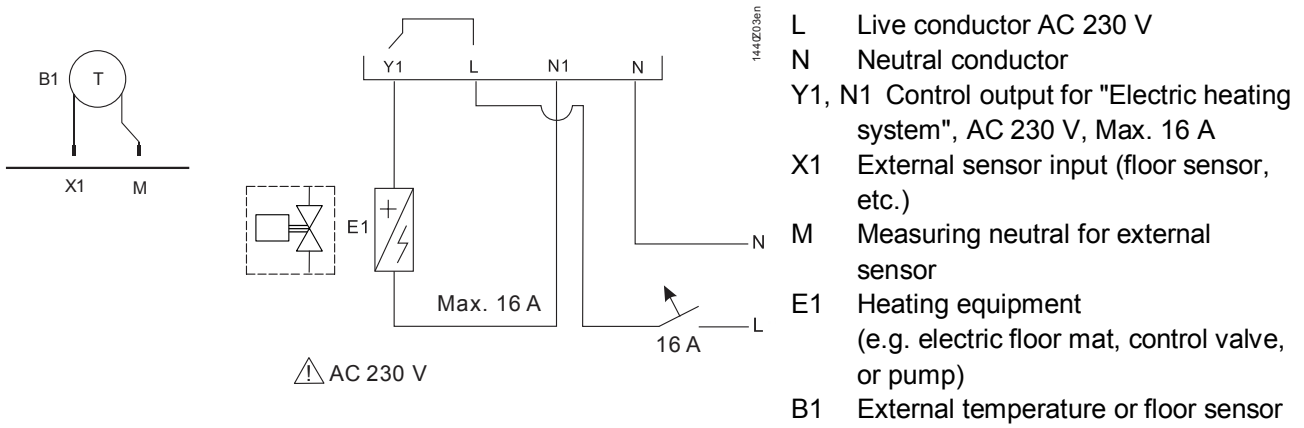 B1
T
X1
M
Y1
L
N1
N
E1
Max. 16 A
N
L
16 A
AC 230 V
L Live conductor AC 230 V
N Neutral conductor
Y1, N1 Control output for "Electric heating
system", AC 230 V, Max. 16 A
X1 External sensor input (floor sensor,
etc.)
M Measuring neutral for external
sensor
E1 Heating equipment
(e.g. electric floor mat, control valve,
or pump)
B1 External temperature or floor sensor